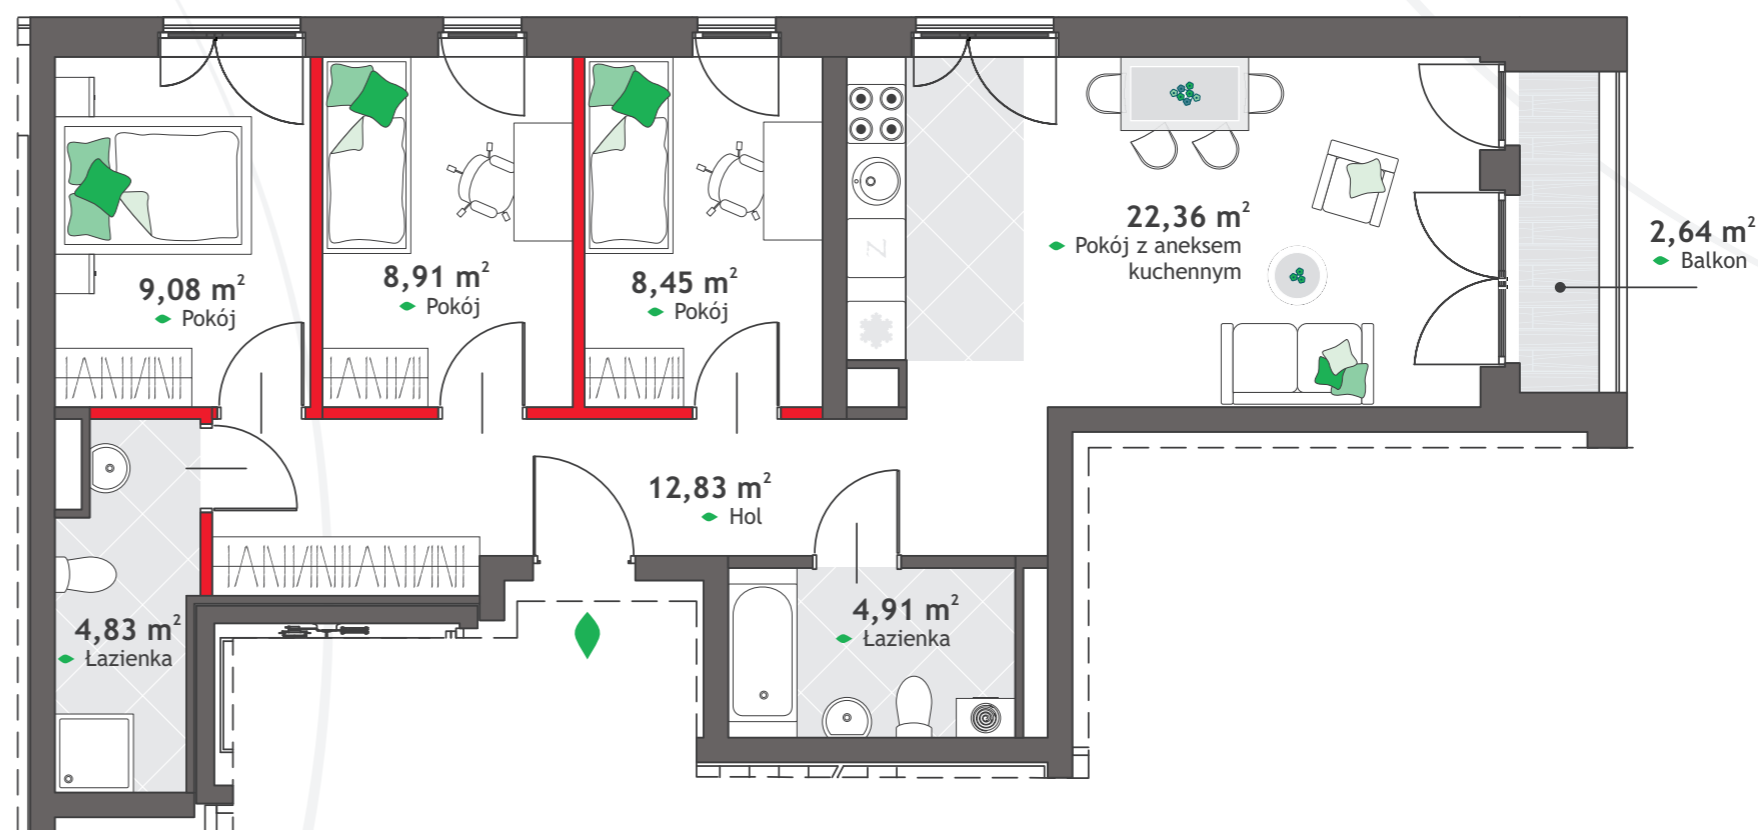 9,08 m²
Pokój
8,91 m²
Pokój
8,45 m²
Pokój
22,36 m²
Pokój z aneksem
kuchennym
2,64 m²
Balkon
12,83 m²
Hol
4,83 m²
Łazienka
4,91 m²
Łazienka
Z